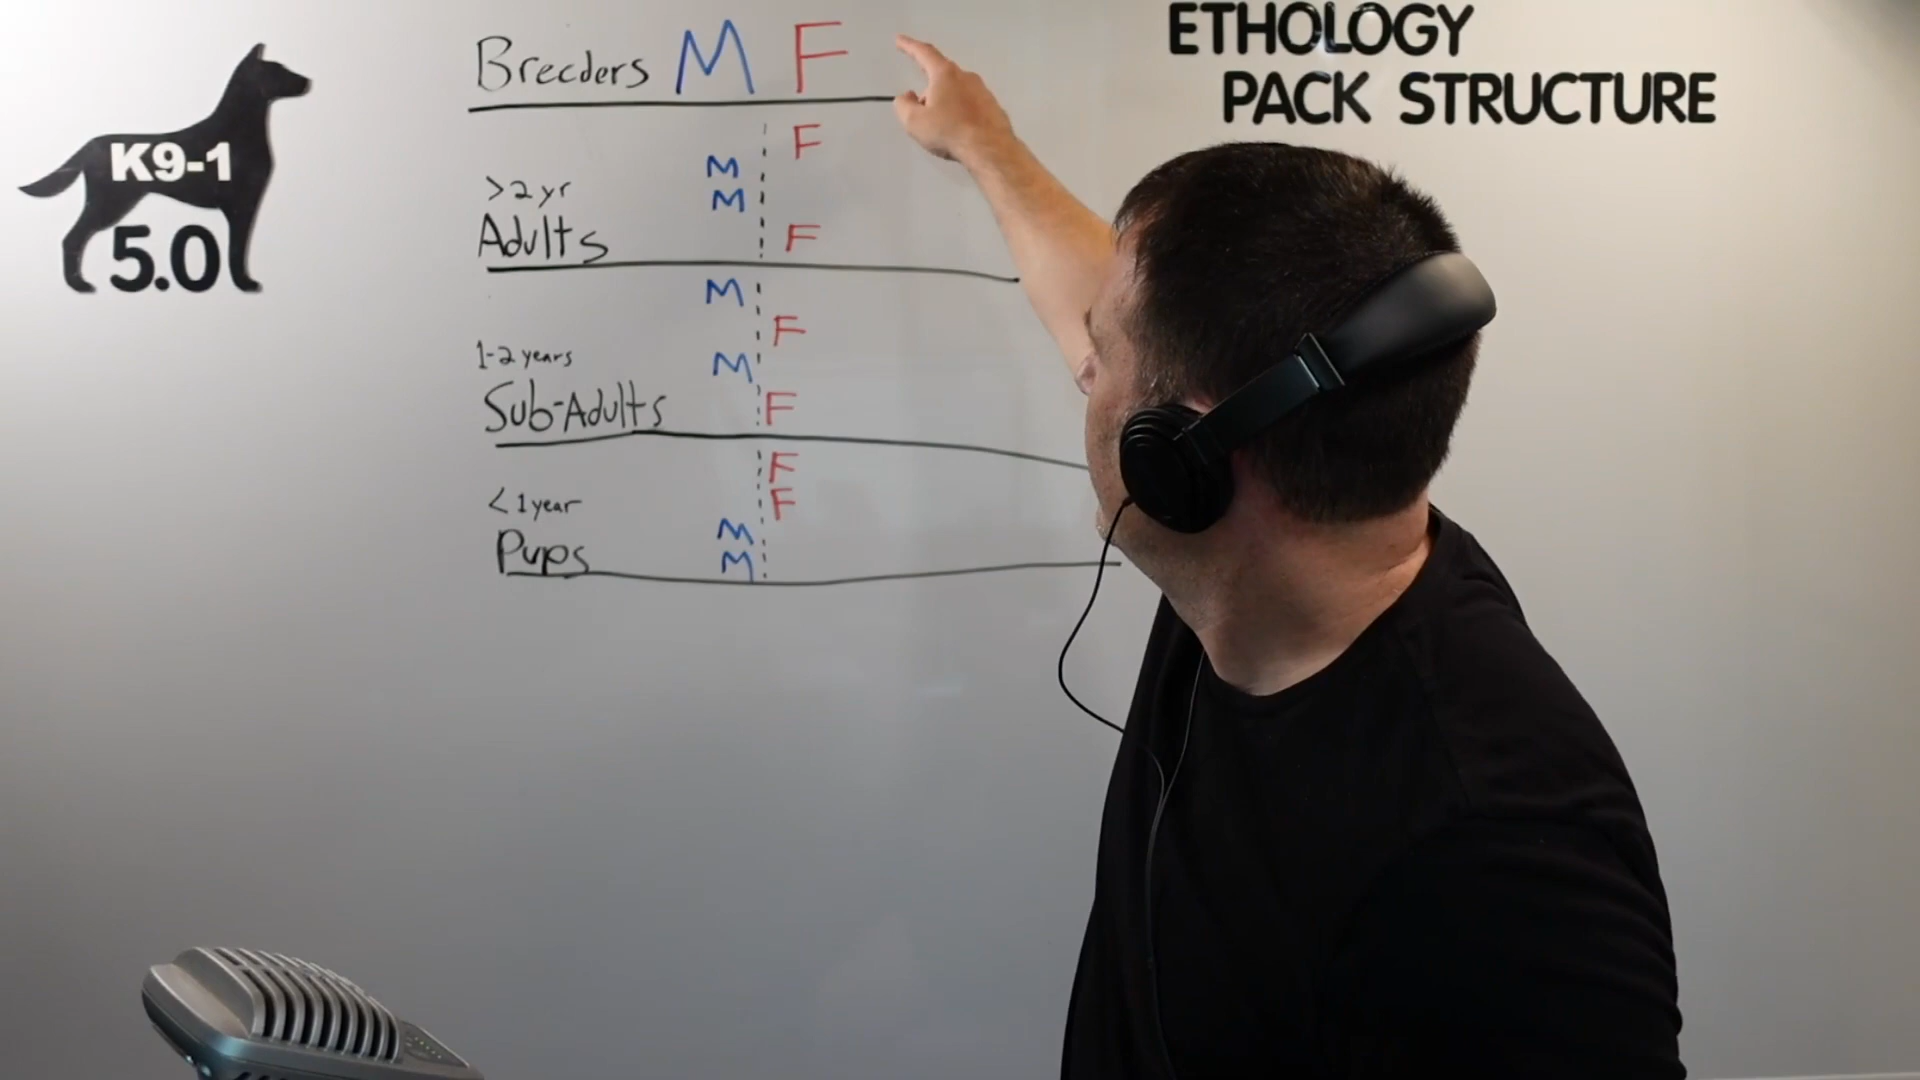 K9-1
5.0
ETHOLOGY
PACK STRUCTURE
Breeders M F
F
M
>2yr
M
Adults
F
M
F
1-2 years
M
Sub-Adults
F
F
F
<1year
M
Pups
M